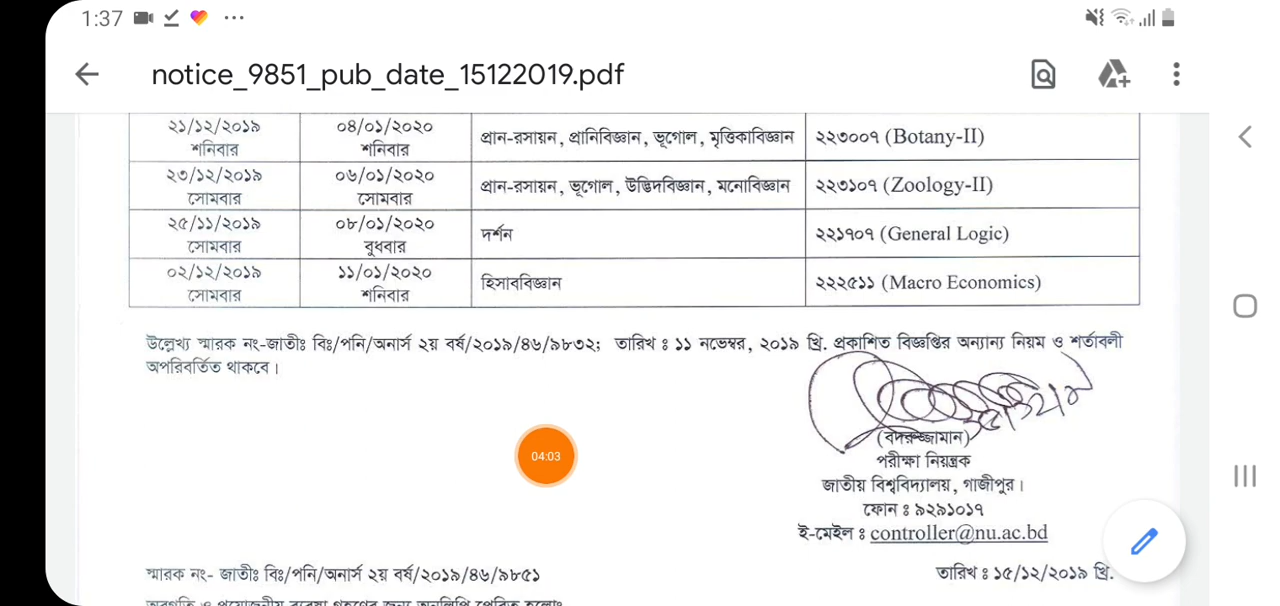 1:37
notice_9851_pub_date_15122019.pdf
২১/১২/২০১৯ ০৪/০১/২০২০ প্রান-রসায়ন, প্রানিবিজ্ঞান, ভূগোল, মৃত্তিকাবিজ্ঞান ২২৩০০৭ (Botany-II)
শনিবার শনিবার
২৩/১২/২০১৯ ০৬/০১/২০২০ প্রান-রসায়ন, ভূগোল, উদ্ভিদবিজ্ঞান, মনোবিজ্ঞান ২২৩১০৭ (Zoology-II)
সোমবার সোমবার
২৫/১১/২০১৯ ০৮/০১/২০২০ দর্শন ২২১৭০৭ (General Logic)
সোমবার বুধবার
০২/১২/২০১৯ ১১/০১/২০২০ হিসাববিজ্ঞান ২২২৫১১ (Macro Economics)
সোমবার শনিবার
উল্লেখ্য স্মারক নং-জাতীঃ বিঃ/পনি/অনার্স ২য় বর্ষ/২০১৯/৪৬/৯৮৩২; তারিখ ঃ ১১ নভেম্বর, ২০১৯ খ্রি. প্রকাশিত বিজ্ঞপ্তির অন্যান্য নিয়ম ও শর্তাবলী
অপরিবর্তিত থাকবে।
04:03
(বদরুজ্জামান)
পরীক্ষা নিয়ন্ত্রক
জাতীয় বিশ্ববিদ্যালয়, গাজীপুর।
ফোন ঃ ৯২৯১০১৭
ই-মেইল ঃ controller@nu.ac.bd
স্মারক নং- জাতীঃ বিঃ/পনি/অনার্স ২য় বর্ষ/২০১৯/৪৬/৯৮৫১ তারিখ ঃ ১৫/১২/২০১৯ খ্রি.